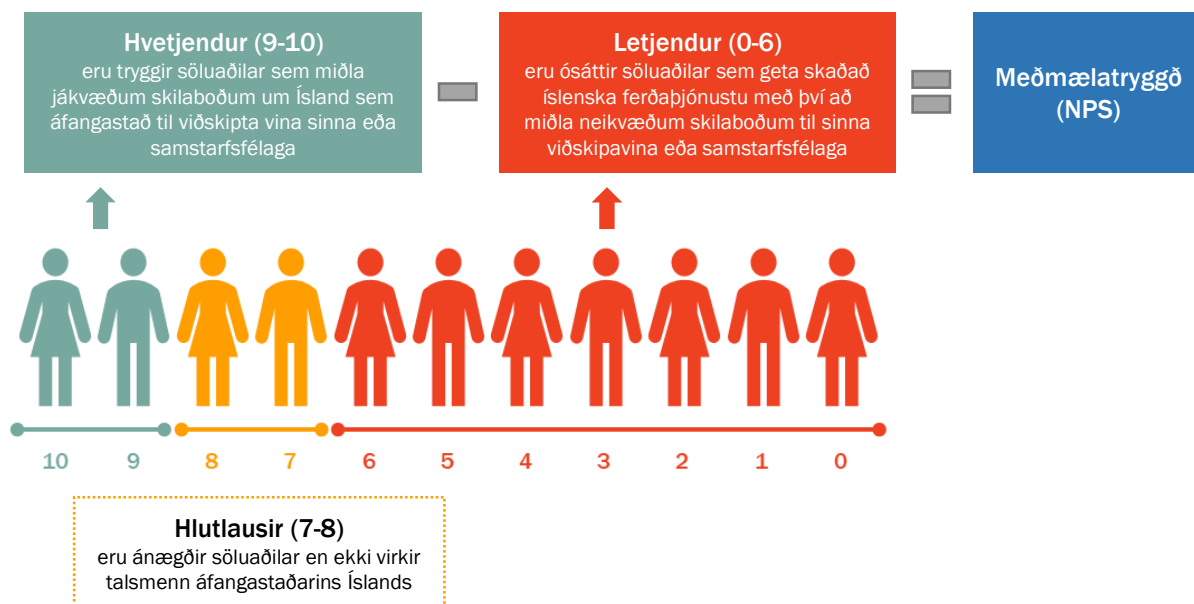 Hvetjendur (9-10)
eru tryggir söluaðilar sem miðla
jákvæðum skilaboðum um Ísland sem
áfangastað til viðskipta vina sinna eða
samstarfsfélaga
Letjendur (0-6)
eru ósáttir söluaðilar sem geta skaðað
íslenska ferðaþjónustu með því að
miðla neikvæðum skilaboðum til sinna
viðskipavina eða samstarfsfélaga
Meðmælatryggð
(NPS)
10 9 8 7 6 5 4 3 2 1 0
Hlutlausir (7-8)
eru ánægðir söluaðilar en ekki virkir
talsmenn áfangastaðarins Íslands